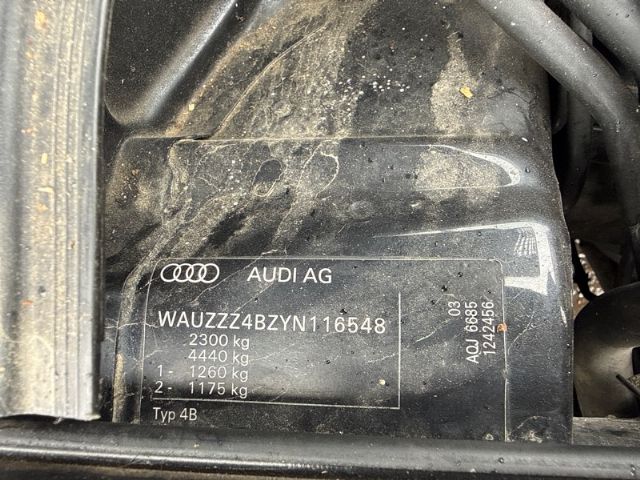 AUDI AG
WAUZZZ4BZYN116548
2300 kg
4440 kg
1 - 1260 kg
2 - 1175 kg
Typ 4B
03
AQJ 6685
1242456